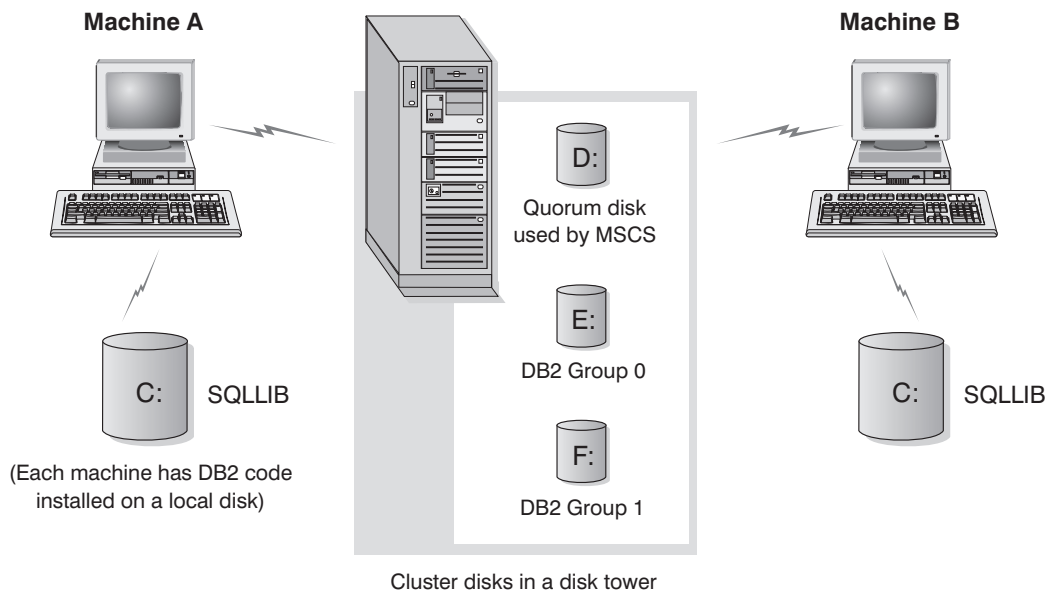 Machine A
Machine B
D:
Quorum disk
used by MSCS
E:
DB2 Group 0
C:
SQLLIB
C:
SQLLIB
F:
DB2 Group 1
(Each machine has DB2 code
installed on a local disk)
Cluster disks in a disk tower